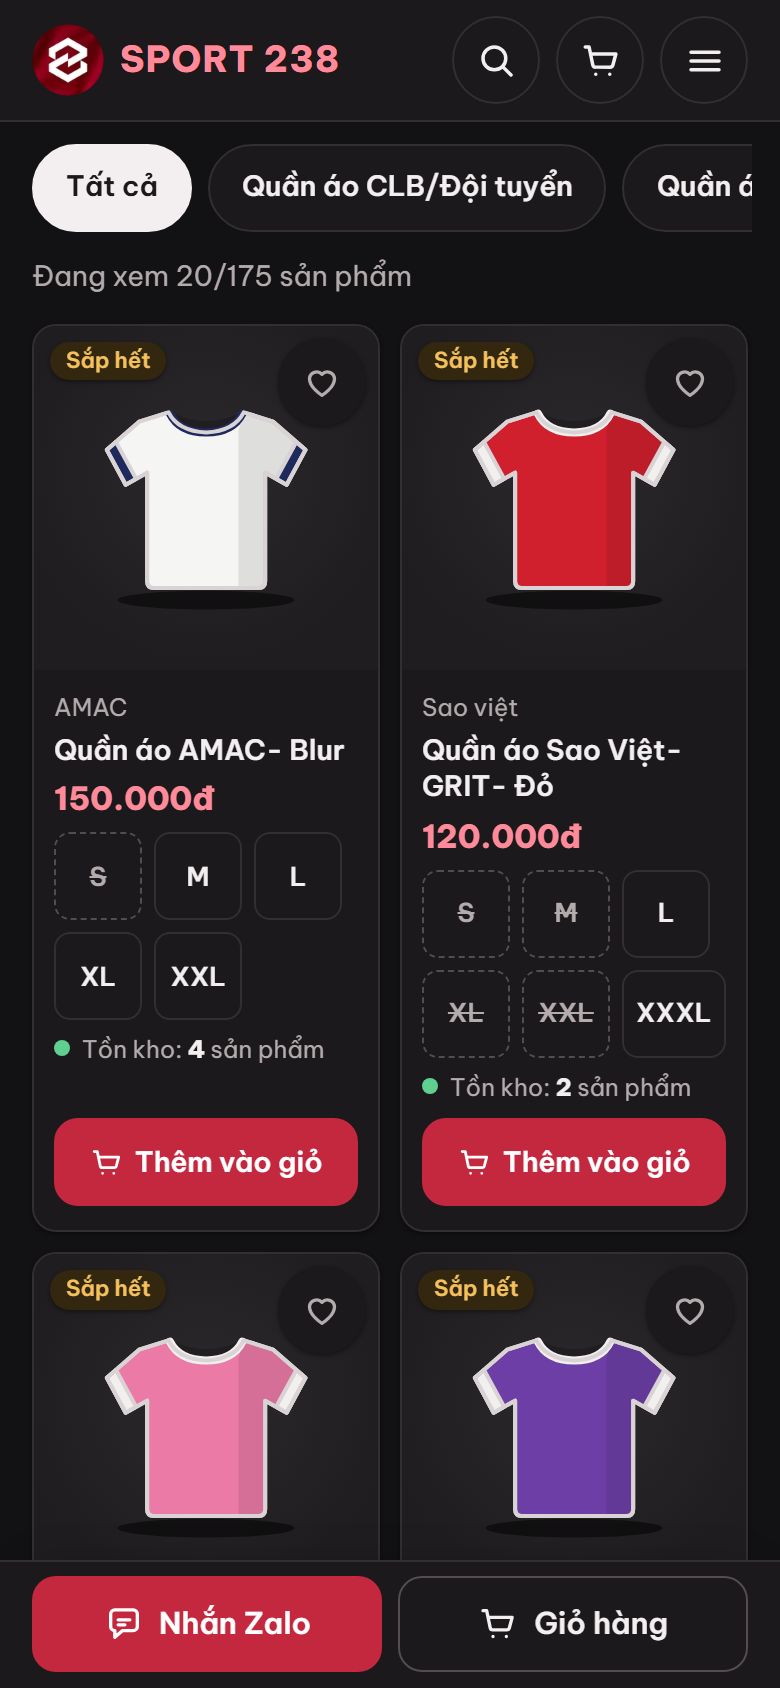 SPORT 238
Tất cả
Quần áo CLB/Đội tuyển
Quần á
Đang xem 20/175 sản phẩm
Sắp hết
Sắp hết
AMAC
Quần áo AMAC- Blur
150.000đ
S M L
XL XXL
Tồn kho: 4 sản phẩm
Thêm vào giỏ
Sao việt
Quần áo Sao Việt-
GRIT- Đỏ
120.000đ
S M L
XL XXL XXXL
Tồn kho: 2 sản phẩm
Thêm vào giỏ
Sắp hết
Sắp hết
Nhắn Zalo
Giỏ hàng